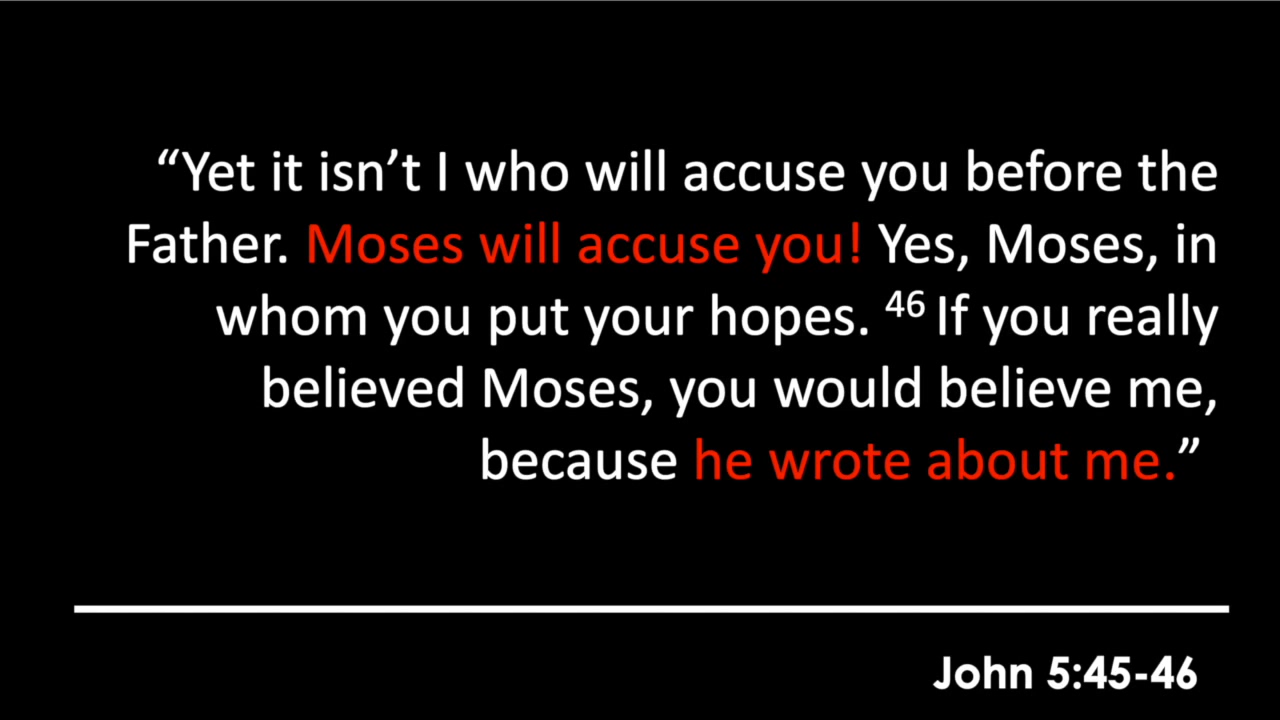 “Yet it isn’t I who will accuse you before the
Father. Moses will accuse you! Yes, Moses, in
whom you put your hopes. 46 If you really
believed Moses, you would believe me,
because he wrote about me.”
John 5:45-46